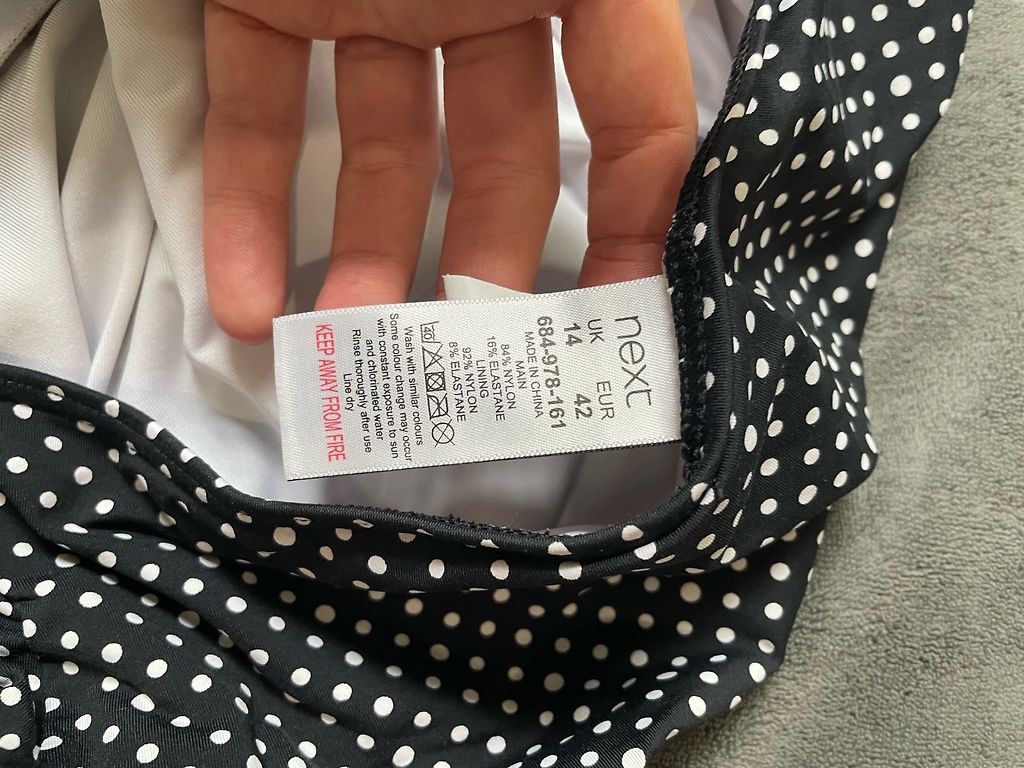 next
UK EUR
14 42
684-978-161
MADE IN CHINA
MAIN
84% NYLON
16% ELASTANE
LINING
92% NYLON
8% ELASTANE
40
Wash with similar colours
Some colour change may occur
with constant exposure to sun
and chlorinated water
Rinse thoroughly after use
Line dry
KEEP AWAY FROM FIRE